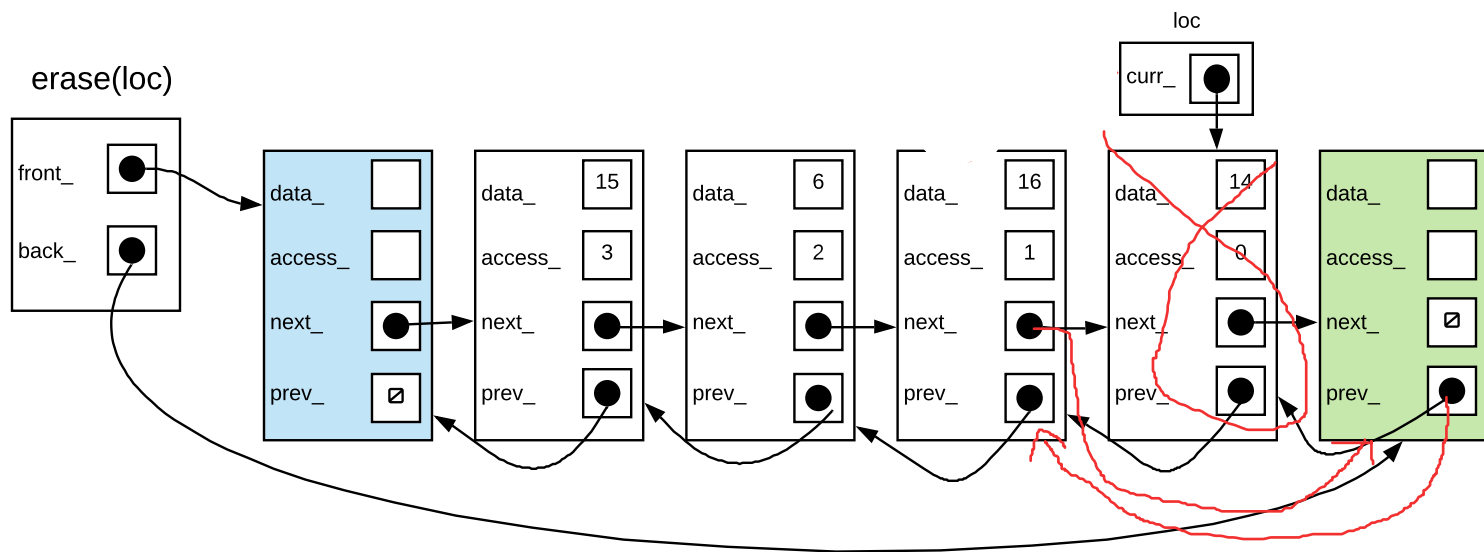 loc
curr_
erase(loc)
front_
back_
data_
access_
next_
prev_
data_ 15
access_ 3
next_
prev_
data_ 6
access_ 2
next_
prev_
data_ 16
access_ 1
next_
prev_
data_ 14
access_ 0
next_
prev_
data_
access_
next_
prev_